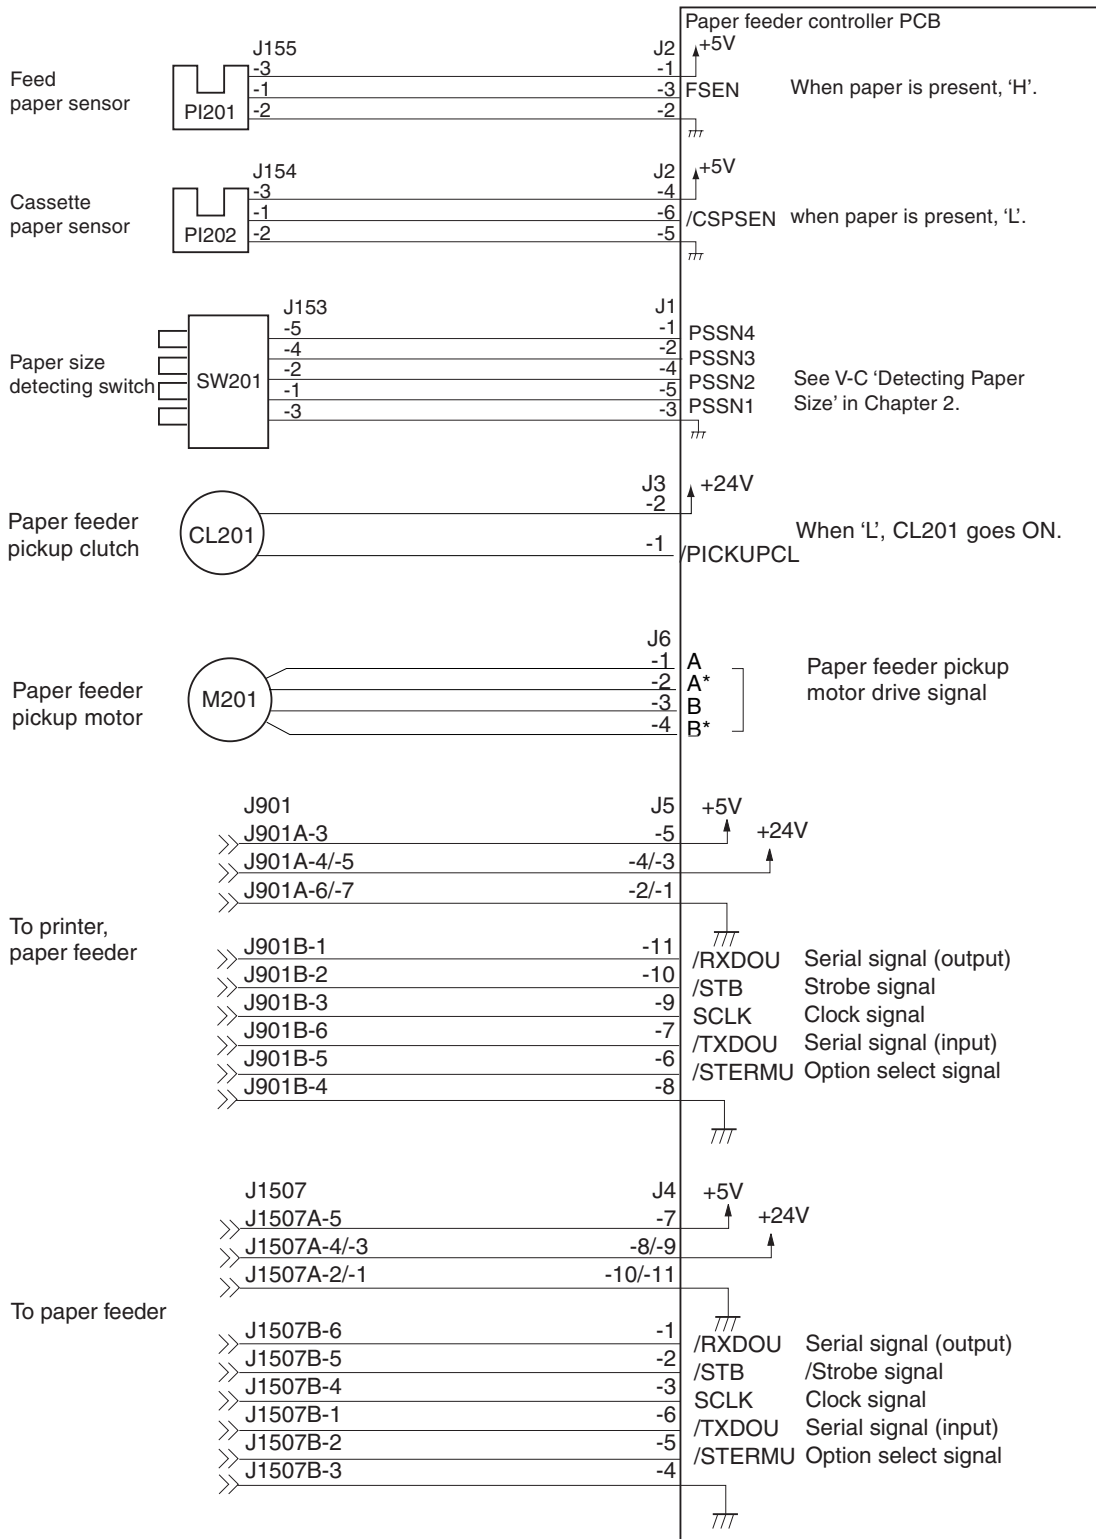 Paper feeder controller PCB
J155 J2 +5V
Feed
paper sensor
PI201
-3 -1
-1 -3 FSEN When paper is present, ‘H’.
-2 -2
J154 J2 +5V
Cassette
paper sensor
PI202
-3 -4
-1 -6 /CSPSEN when paper is present, ‘L’.
-2 -5
J153 J1
Paper size
detecting switch
SW201
-5 -1 PSSN4
-4 -2 PSSN3
-2 -4 PSSN2
-1 -5 PSSN1
-3 -3
See V-C ‘Detecting Paper
Size’ in Chapter 2.
J3 +24V
-2
Paper feeder
pickup clutch
CL201
When ‘L’, CL201 goes ON.
-1 /PICKUPCL
J6
-1 A
-2 A*
-3 B
-4 B*
Paper feeder
pickup motor
M201
Paper feeder pickup
motor drive signal
J901 J5 +5V
J901A-3 -5 +24V
J901A-4/-5 -4/-3
J901A-6/-7 -2/-1
To printer,
paper feeder
J901B-1 -11 /RXDOU Serial signal (output)
J901B-2 -10 /STB Strobe signal
J901B-3 -9 SCLK Clock signal
J901B-6 -7 /TXDOU Serial signal (input)
J901B-5 -6 /STERMU Option select signal
J901B-4 -8
J1507 J4 +5V
J1507A-5 -7 +24V
J1507A-4/-3 -8/-9
J1507A-2/-1 -10/-11
To paper feeder
J1507B-6 -1 /RXDOU Serial signal (output)
J1507B-5 -2 /STB /Strobe signal
J1507B-4 -3 SCLK Clock signal
J1507B-1 -6 /TXDOU Serial signal (input)
J1507B-2 -5 /STERMU Option select signal
J1507B-3 -4